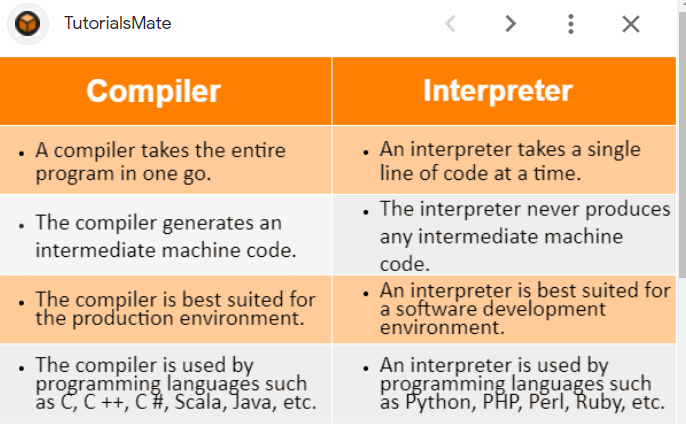 TutorialsMate
Compiler
Interpreter
• A compiler takes the entire
program in one go.
• An interpreter takes a single
line of code at a time.
• The compiler generates an
intermediate machine code.
• The interpreter never produces
any intermediate machine
code.
• The compiler is best suited for
the production environment.
• An interpreter is best suited for
a software development
environment.
• The compiler is used by
programming languages such
as C, C ++, C #, Scala, Java, etc.
• An interpreter is used by
programming languages such
as Python, PHP, Perl, Ruby, etc.